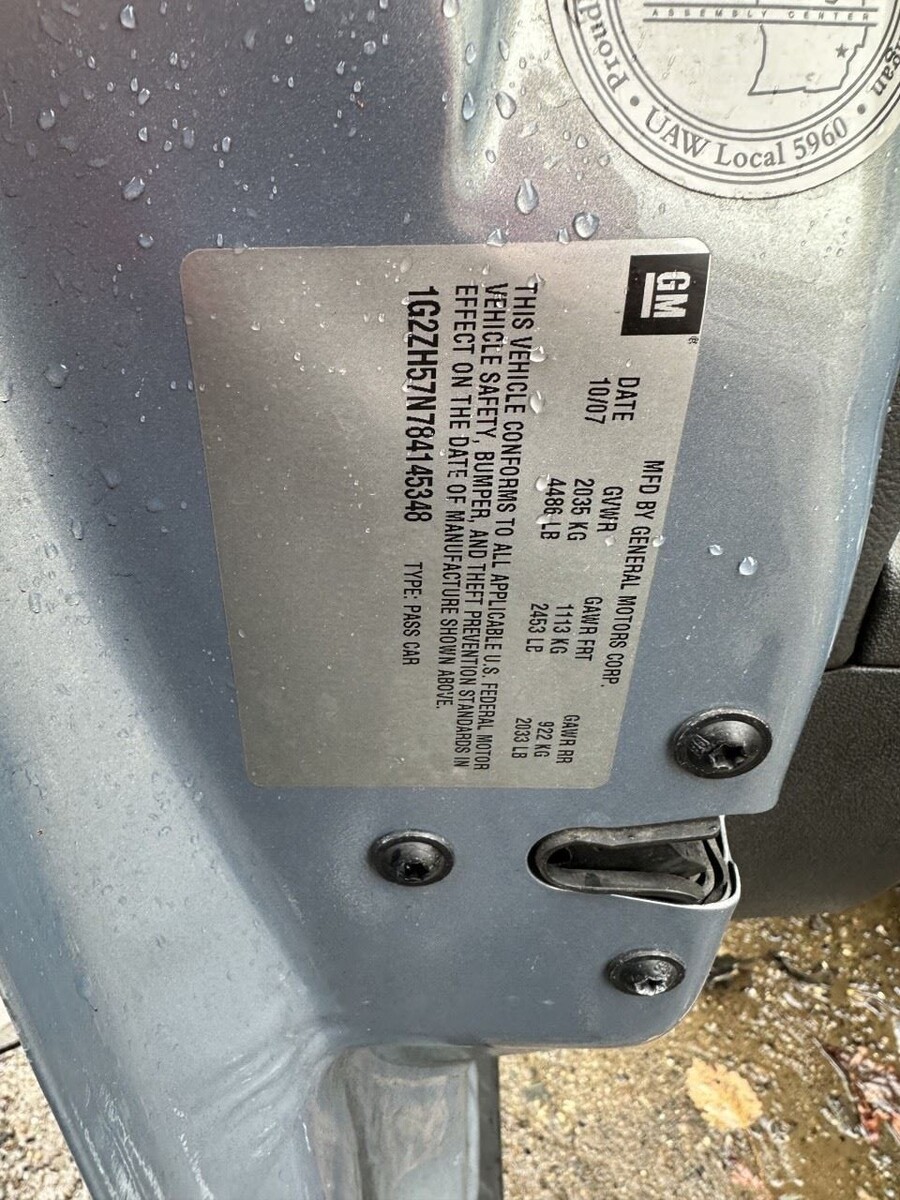 ASSEMBLY CENTER
Proud
UAW Local 5960
GM
MFD BY GENERAL MOTORS CORP.
DATE GVWR GAWR FRT GAWR RR
10/07 2035 KG 1113 KG 922 KG
4486 LB 2453 LB 2033 LB
THIS VEHICLE CONFORMS TO ALL APPLICABLE U.S. FEDERAL MOTOR
VEHICLE SAFETY, BUMPER, AND THEFT PREVENTION STANDARDS IN
EFFECT ON THE DATE OF MANUFACTURE SHOWN ABOVE.
1G2ZH57N784145348 TYPE: PASS CAR